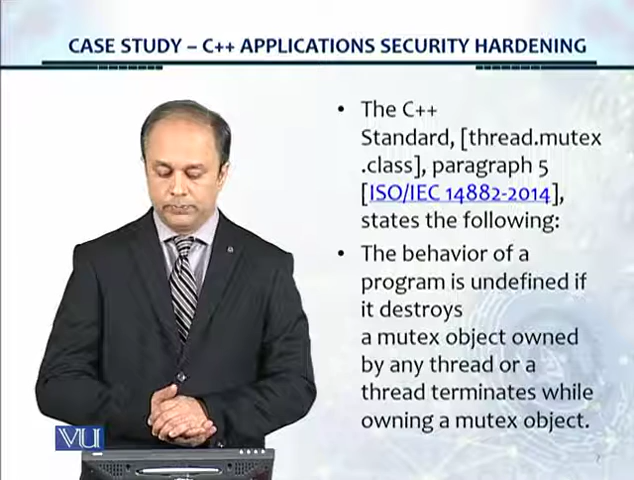 CASE STUDY – C++ APPLICATIONS SECURITY HARDENING
• The C++
Standard, [thread.mutex
.class], paragraph 5
[ISO/IEC 14882-2014],
states the following:
• The behavior of a
program is undefined if
it destroys
a mutex object owned
by any thread or a
thread terminates while
owning a mutex object.
VU
7